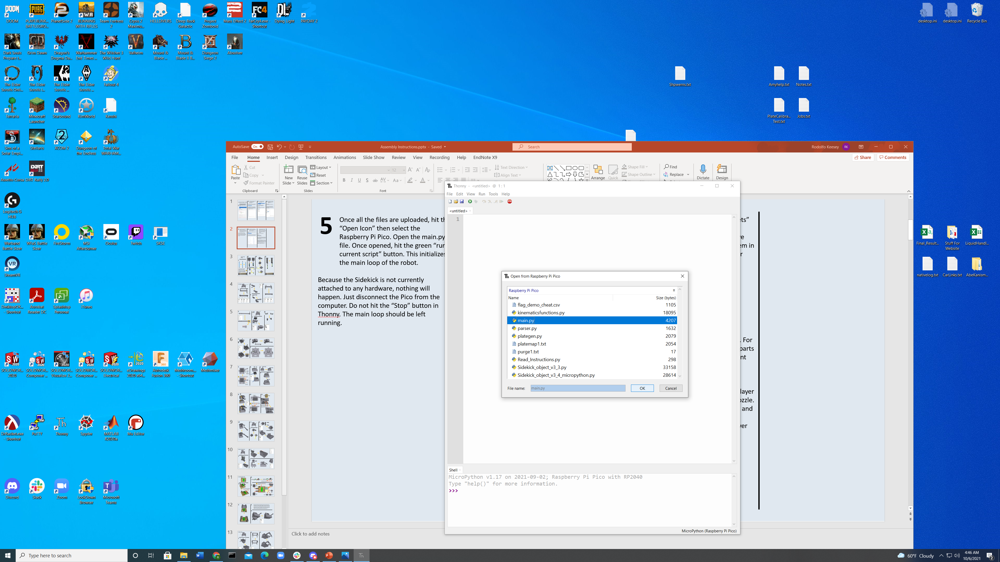 DOOM
PLAYERUNK... BATTLEGRO...
PlanetSide 2
RUNNING WITH RIFLES
Team Fortress 2
Crysis 2 Maximu...
HELLDIVERS
Deep Rock Galactic
Project Zomboid
Mass Effect 2
FarCry4.exe - Shortcut
Dying Light
PAYDAY 2
desktop.ini
desktop.ini
Recycle Bin
Dark Souls Prepare t...
Grim Dawn
Dragon's Dogma Da...
Warhammer End Times ...
The Witcher 3 Wild Hunt
Valheim
Mount & Blade ...
Mount & Blade II B...
Dungeon Siege 2
Absolver
The Elder Scrolls Onli...
The Elder Scrolls I...
The Elder Scrolls ...
The Elder Scrolls ...
Fallout 4
Shpwerns.txt
Amyhelp.txt
Notes.txt
Terraria
Minecraft Launcher
Starbound
RimWorld
Kenshi
PlateCalibra... Test.txt
Jobs.txt
Sins of a Solar Empi...
Stellaris
XCOM 2
Dungeon of the Endless
Total War WARHAM...
Assetto Corsa
DiRT Rally 2.0
Logitech G HUB
Warband Battle Sizer
WFaS Battle Sizer
FireStorm
MSI Afterburner
Oculus
Twitch
SKSE
SteamVR
DesktopOK... - Shortcut
Acrobat Reader DC
Splashtop Personal
iTunes
SOLIDWOR... 2020
SOLIDWOR... Composer ...
SOLIDWOR... Visualize 2...
SOLIDWOR... Composer ...
SOLIDWOR... Electrical
eDrawings 2020 x64...
Autodesk Fusion 360
Meshroom.... - Shortcut
Meshmixer
DrRacket.exe - Shortcut
PuTTY
Thonny
Spyder
MATLAB R2020a
Mu Editor
Discord
Slack
Zoom
LockDown Browser
Microsoft Teams
Final_Result...
Stuff For Website
LiquidHandl...
nativelog.txt
CarLinks.txt
AbeKanism...
AutoSave On
Assembly Instructions.pptx - Saved
Search
Rodolfo Keesey RK
File Home Insert Design Transitions Animations Slide Show Review View Recording Help EndNote X9
Share Comments
Paste
Cut
Copy
Format Painter
Clipboard
New Slide
Reuse Slides
Layout
Reset
Section
Slides
12
Font
Text Direction
Align Text
Arrange
Quick
Shape Fill
Shape Outline
Find
Replace
Dictate
Design
1
2
3
4
5
6
7
8
9
10
11
12
13
5
Once all the files are uploaded, hit th
"Open Icon" then select the
Raspberry Pi Pico. Open the main.py
file. Once opened, hit the green "run
current script" button. This initializes
the main loop of the robot.
Because the Sidekick is not currently
attached to any hardware, nothing will
happen. Just disconnect the Pico from the
computer. Do not hit the "Stop" button in
Thonny. The main loop should be left
running.
ets"
ve
em in
r
. For
parts
nt
layer
ozzle.
and
ver
Click to add notes
Thonny - <untitled> @ 1 : 1
File Edit View Run Tools Help
STOP
<untitled>
1
Open from Raspberry Pi Pico
Raspberry Pi Pico
Name Size (bytes)
flag_demo_cheat.csv 1105
kinematicsfunctions.py 18095
main.py 4207
parser.py 1632
plategen.py 2079
platemap1.txt 2054
purge1.txt 17
Read_Instructions.py 298
Sidekick_object_v3_3.py 33158
Sidekick_object_v3_4_micropython.py 28614
File name: main.py OK Cancel
Shell
MicroPython v1.17 on 2021-09-02; Raspberry Pi Pico with RP2040
Type "help()" for more information.
>>>
MicroPython (Raspberry Pi Pico)
Type here to search
60°F Cloudy
4:46 AM
10/6/2021
2